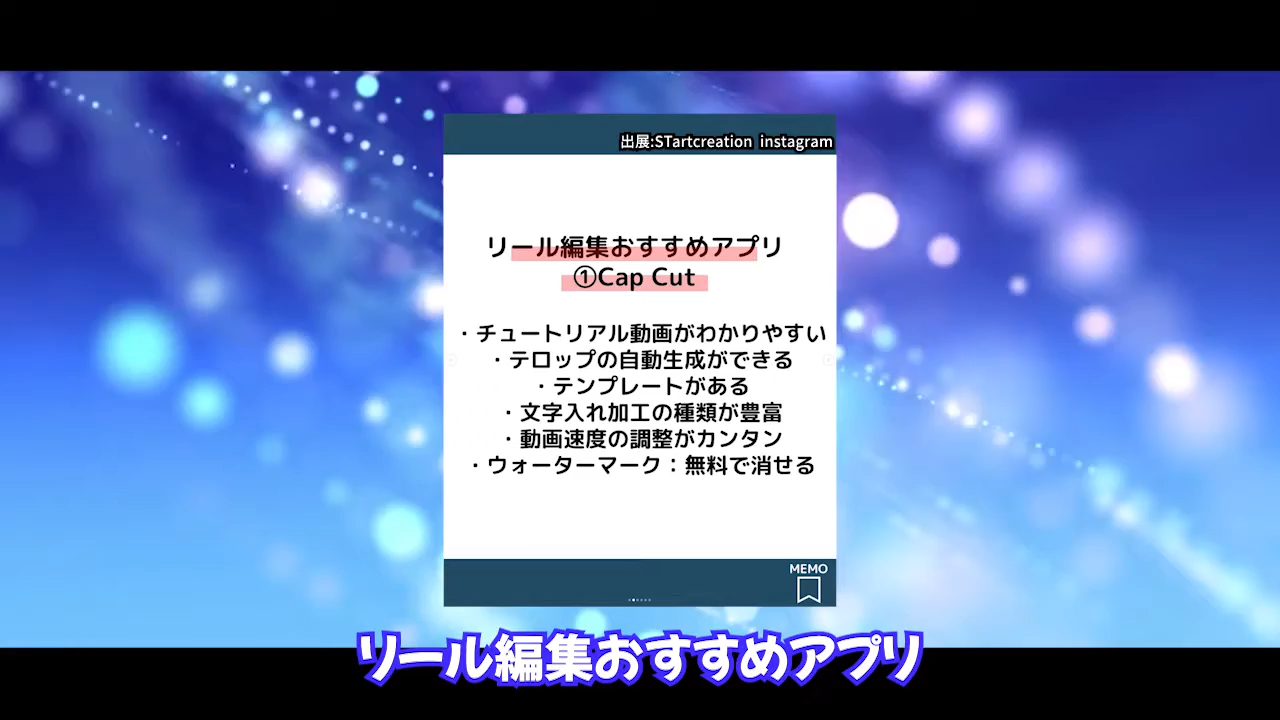 出展:STartcreation instagram
リール編集おすすめアプリ
①Cap Cut
・チュートリアル動画がわかりやすい
・テロップの自動生成ができる
・テンプレートがある
・文字入れ加工の種類が豊富
・動画速度の調整がカンタン
・ウォーターマーク：無料で消せる
MEMO
リール編集おすすめアプリ